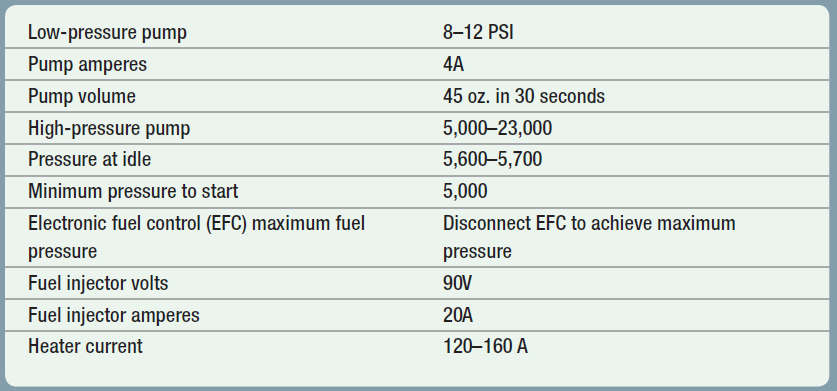 Low-pressure pump 8–12 PSI
Pump amperes 4A
Pump volume 45 oz. in 30 seconds
High-pressure pump 5,000–23,000
Pressure at idle 5,600–5,700
Minimum pressure to start 5,000
Electronic fuel control (EFC) maximum fuel Disconnect EFC to achieve maximum
pressure pressure
Fuel injector volts 90V
Fuel injector amperes 20A
Heater current 120–160 A